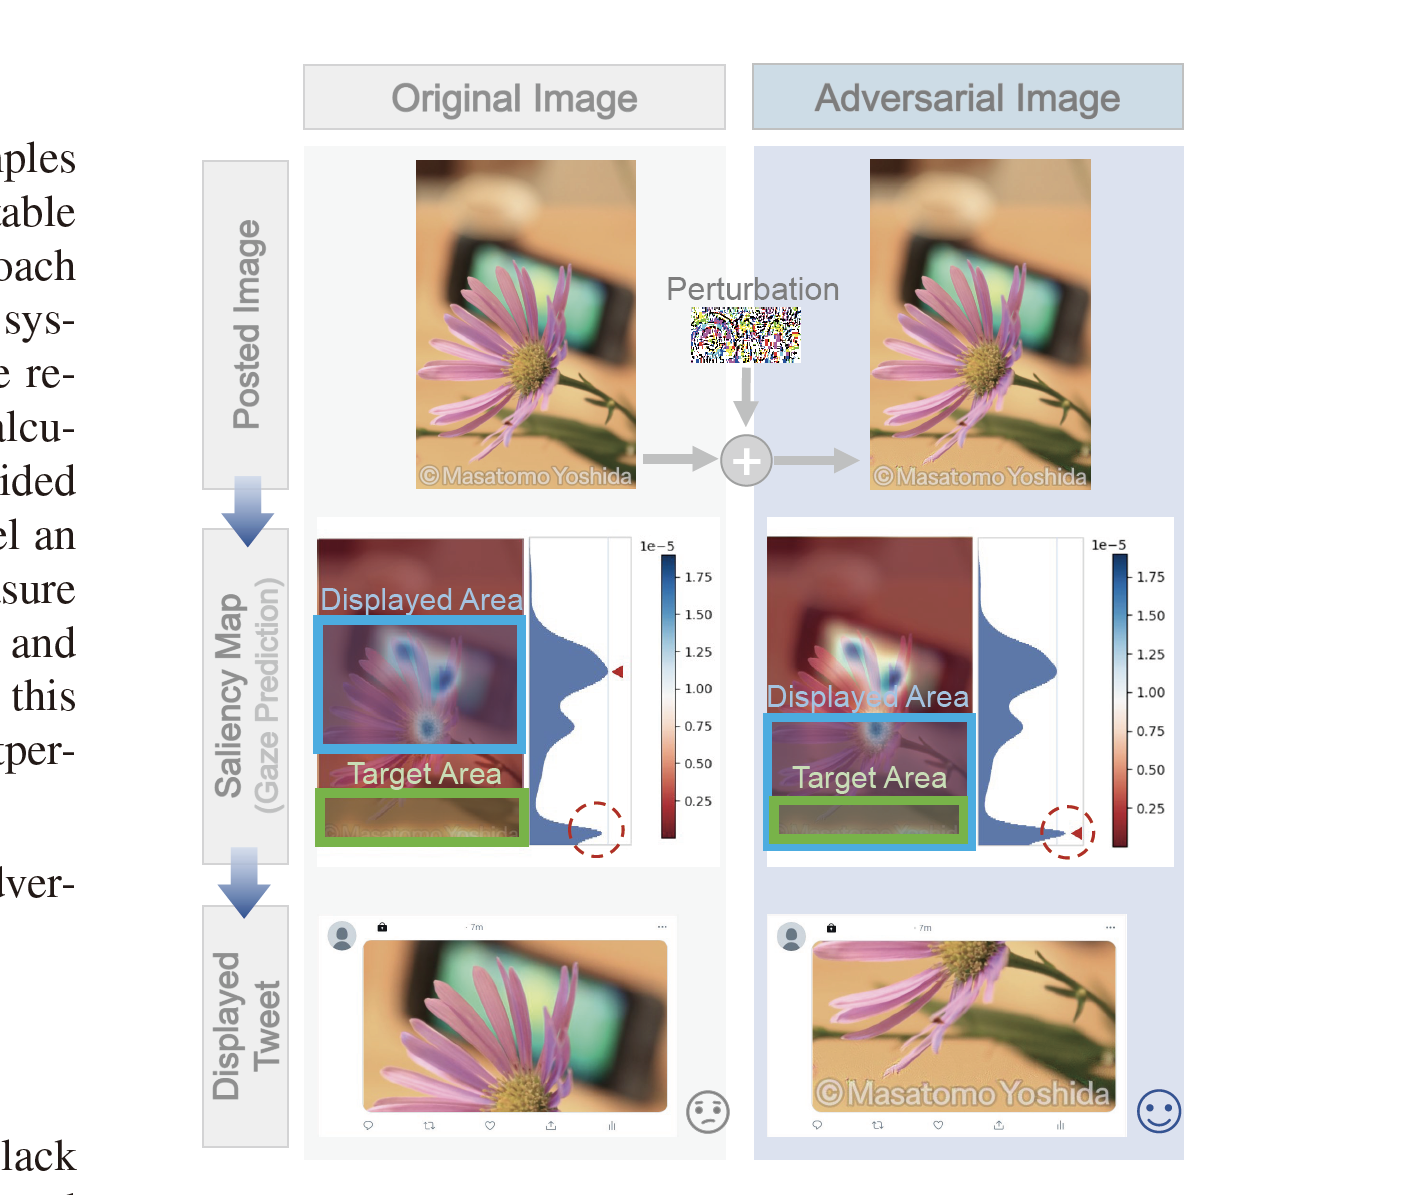 ples
able
oach
sys-
e re-
alcu-
ided
el an
sure
and
this
tper-
dver-
lack
Original Image
Adversarial Image
Posted Image
Perturbation
©Masatomo Yoshida
©Masatomo Yoshida
Saliency Map
(Gaze Prediction)
Displayed Area
Target Area
1e−5
1.75
1.50
1.25
1.00
0.75
0.50
0.25
Displayed Area
Target Area
1e−5
1.75
1.50
1.25
1.00
0.75
0.50
0.25
Displayed
Tweet
· 7m
· 7m
©Masatomo Yoshida